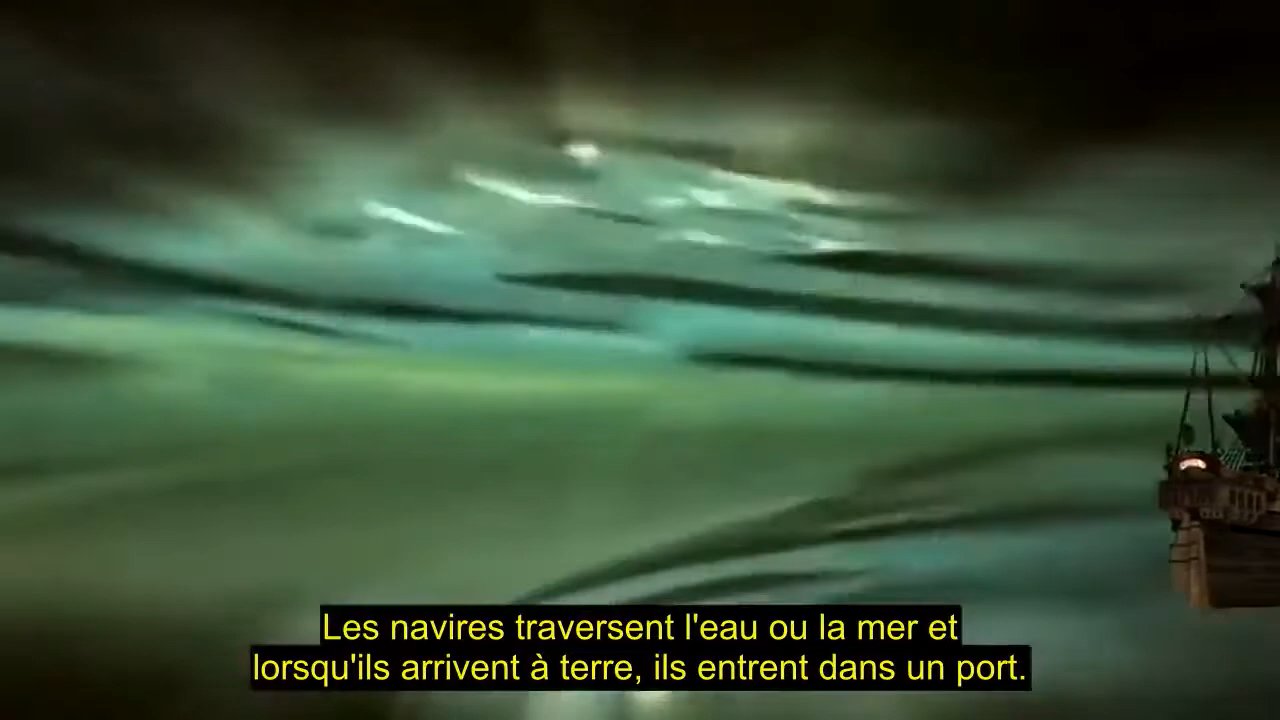 Les navires traversent l'eau ou la mer et
lorsqu'ils arrivent à terre, ils entrent dans un port.